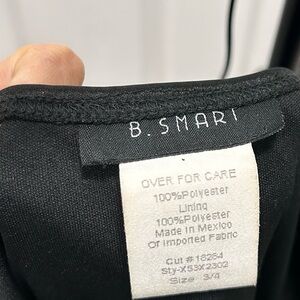 B. SMART
OVER FOR CARE
100%Polyester
Lining
100%Polyester
Made in Mexico
Of Imported Fabric
Cut # 18284
Sty-X53X2302
Size 3/4